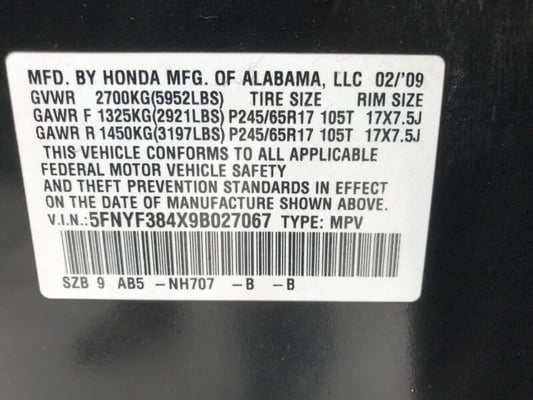 MFD. BY HONDA MFG. OF ALABAMA, LLC 02/'09
GVWR 2700KG(5952LBS) TIRE SIZE RIM SIZE
GAWR F 1325KG(2921LBS) P245/65R17 105T 17X7.5J
GAWR R 1450KG(3197LBS) P245/65R17 105T 17X7.5J
THIS VEHICLE CONFORMS TO ALL APPLICABLE
FEDERAL MOTOR VEHICLE SAFETY
AND THEFT PREVENTION STANDARDS IN EFFECT
ON THE DATE OF MANUFACTURE SHOWN ABOVE.
V.I.N.:5FNYF384X9B027067 TYPE: MPV
SZB 9 AB5 -NH707 -B -B